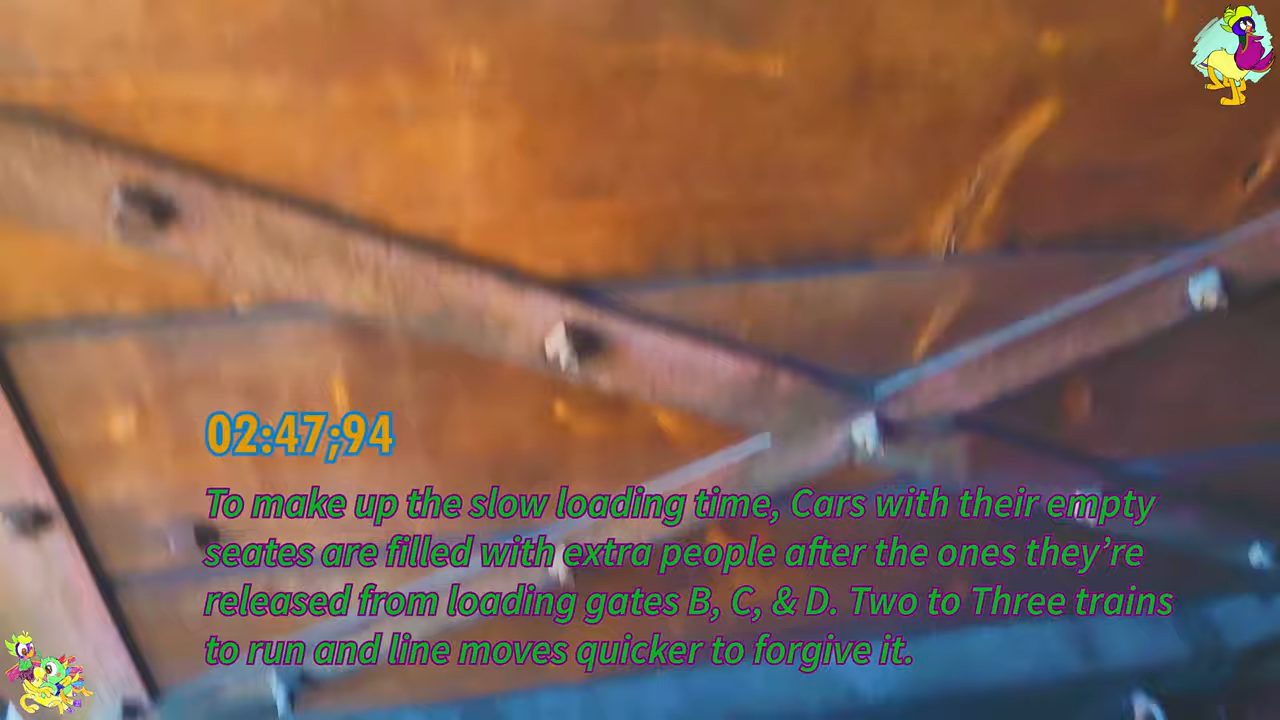 02:47;94
To make up the slow loading time, Cars with their empty
seates are filled with extra people after the ones they’re
released from loading gates B, C, & D. Two to Three trains
to run and line moves quicker to forgive it.